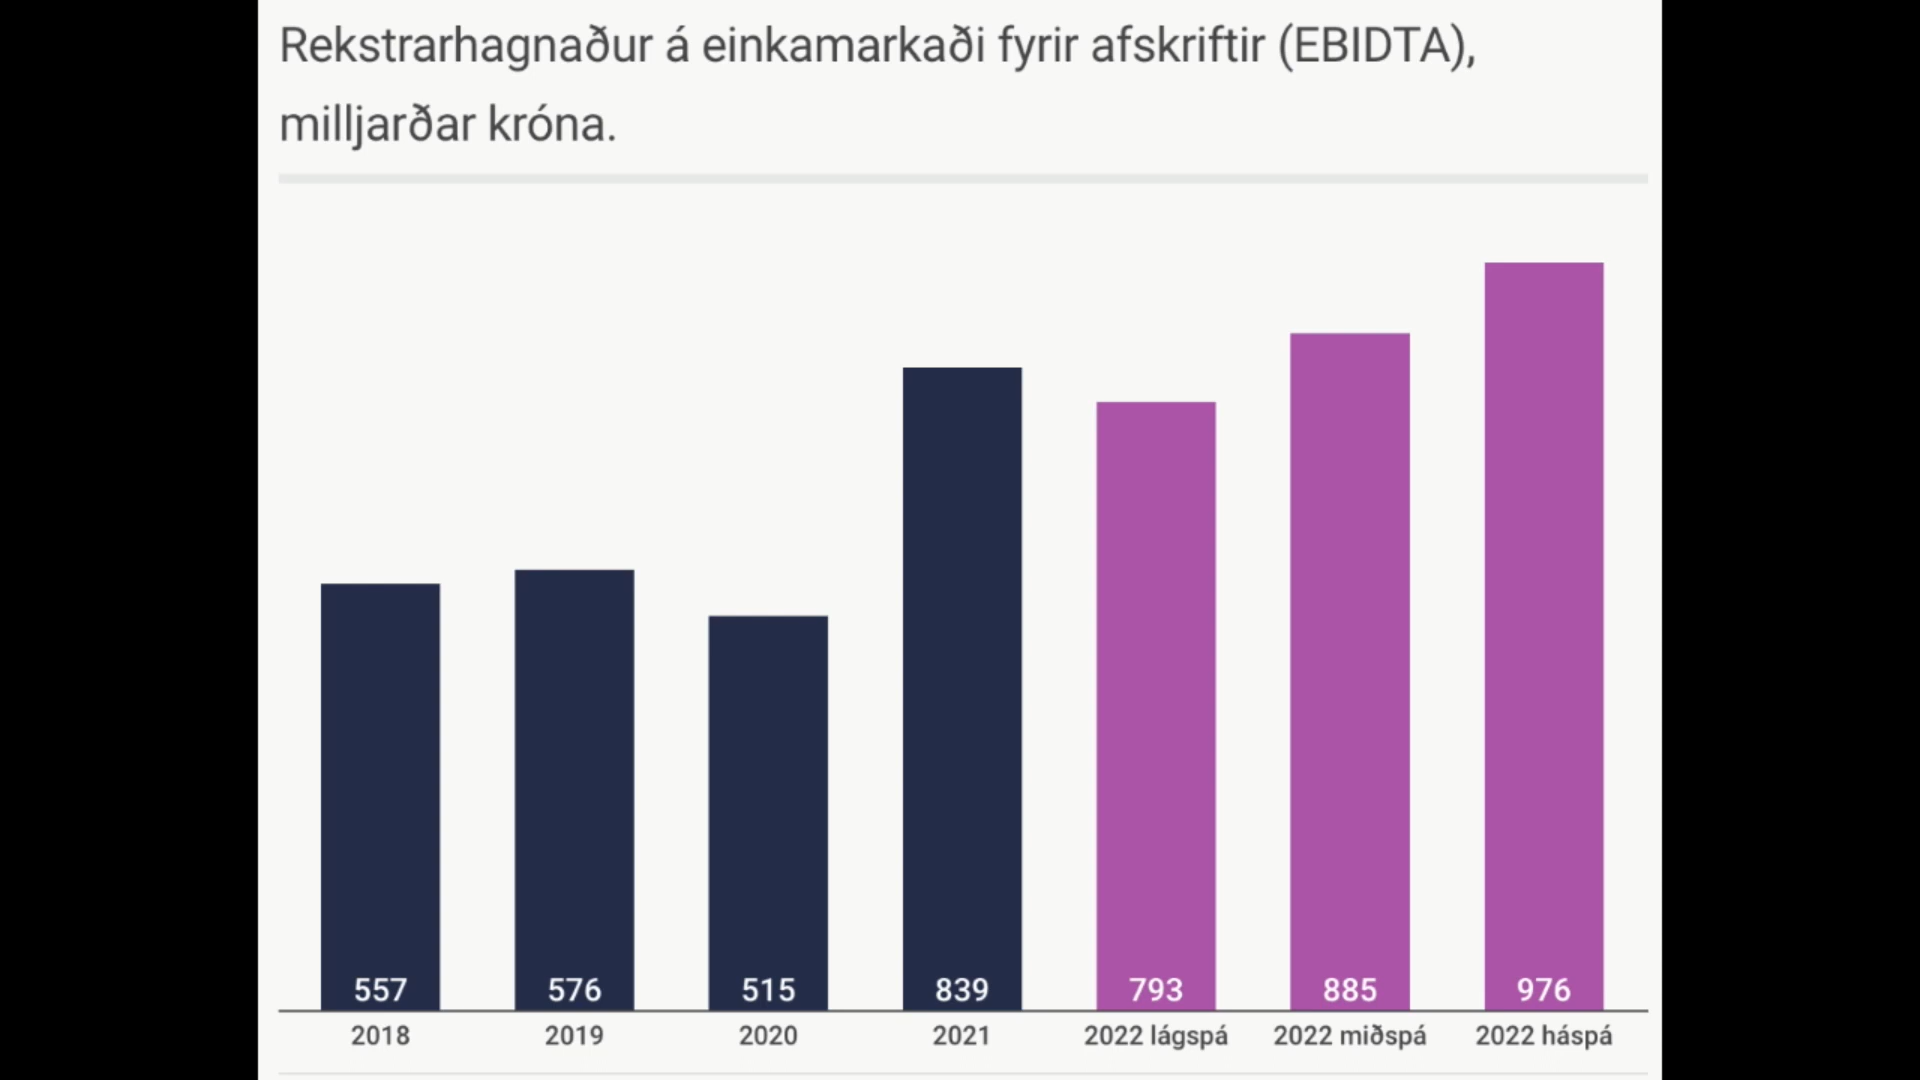 Rekstrarhagnaður á einkamarkaði fyrir afskriftir (EBIDTA),
milljarðar króna.
557 576 515 839 793 885 976
2018 2019 2020 2021 2022 lágspá 2022 miðspá 2022 háspá